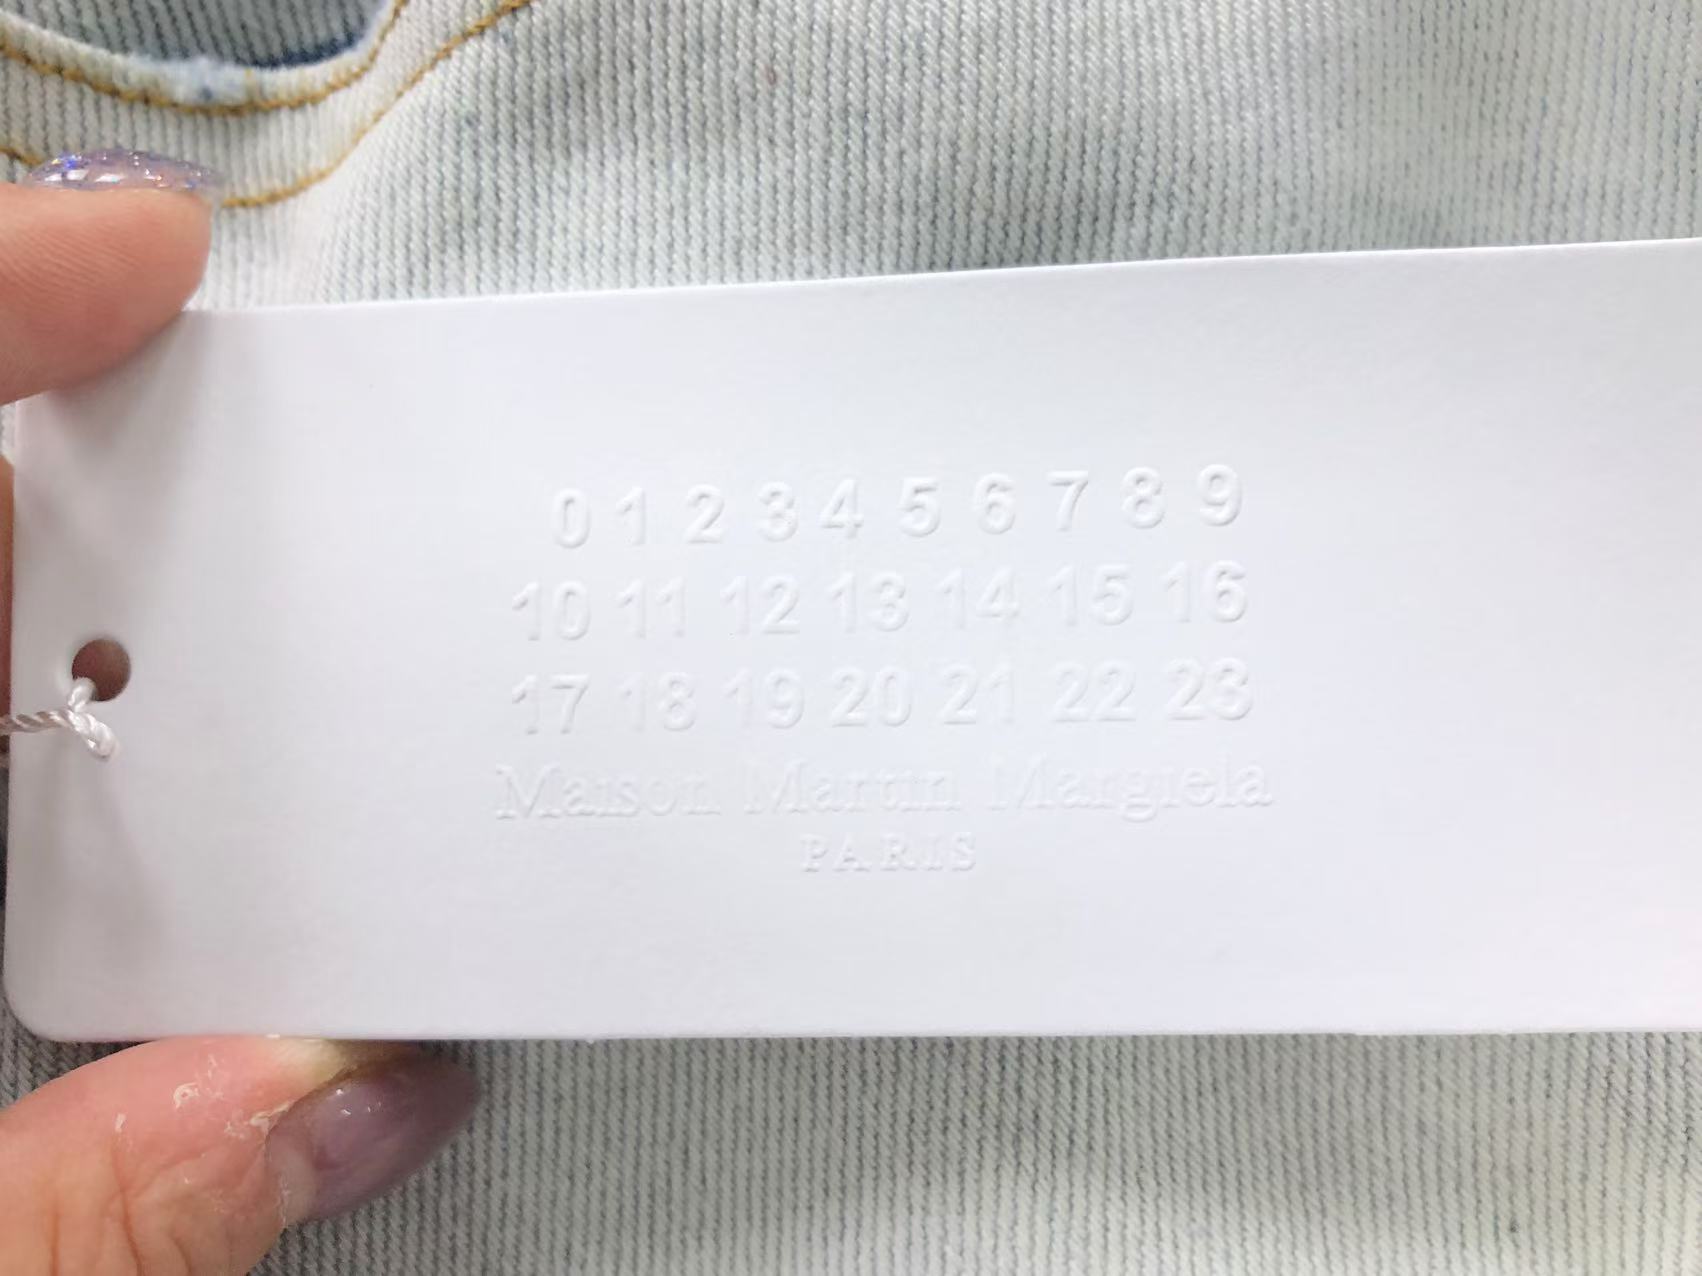 0 1 2 3 4 5 6 7 8 9
10 11 12 13 14 15 16
17 18 19 20 21 22 23
Maison Martin Margiela
PARIS